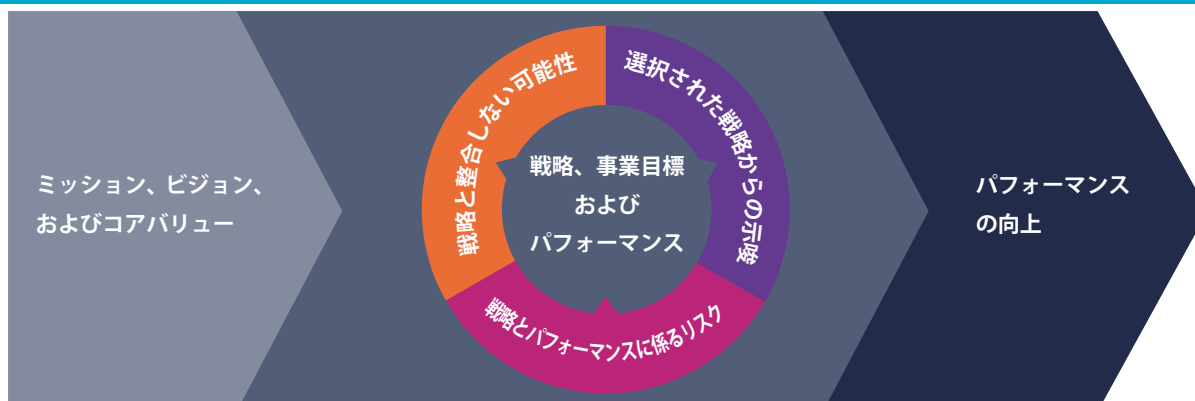 ミッション、ビジョン、
およびコアバリュー
戦略と整合しない可能性
選択された戦略からの示唆
戦略、事業目標
および
パフォーマンス
戦略とパフォーマンスに係るリスク
パフォーマンス
の向上